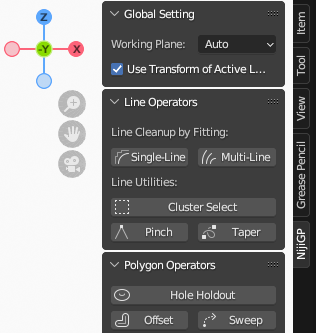 Global Setting
Working Plane: Auto
Use Transform of Active L...
Line Operators
Line Cleanup by Fitting:
Single-Line Multi-Line
Line Utilities:
Cluster Select
Pinch Taper
Polygon Operators
Hole Holdout
Offset Sweep
Z
-Y X
Item
Tool
View
Grease Pencil
NijiGP